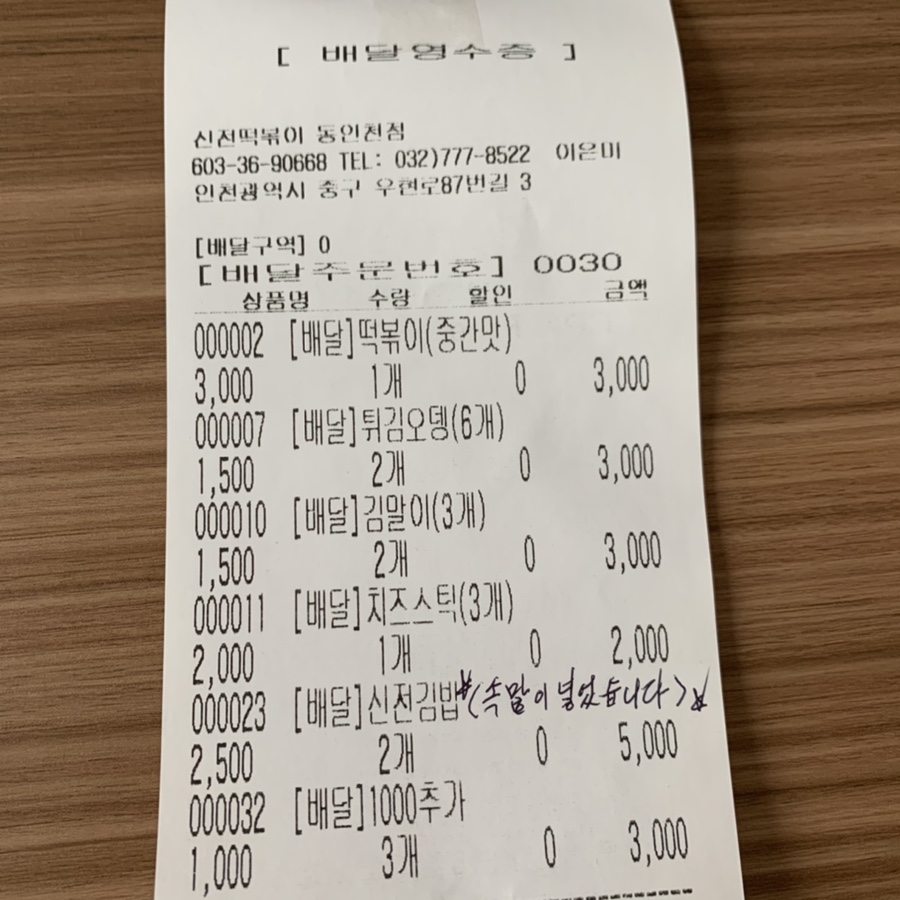 [ 배달영수증 ]
신전떡볶이 동인천점
603-36-90668 TEL: 032)777-8522 이은미
인천광역시 중구 우현로87번길 3
[배달구역] 0
[배달주문번호] 0030
상품명 수량 할인 금액
000002 [배달]떡볶이(중간맛)
3,000 1개 0 3,000
000007 [배달]튀김오뎅(6개)
1,500 2개 0 3,000
000010 [배달]김말이(3개)
1,500 2개 0 3,000
000011 [배달]치즈스틱(3개)
2,000 1개 0 2,000
000023 [배달]신전김밥
2,500 2개 0 5,000
000032 [배달]1000추가
1,000 3개 0 3,000